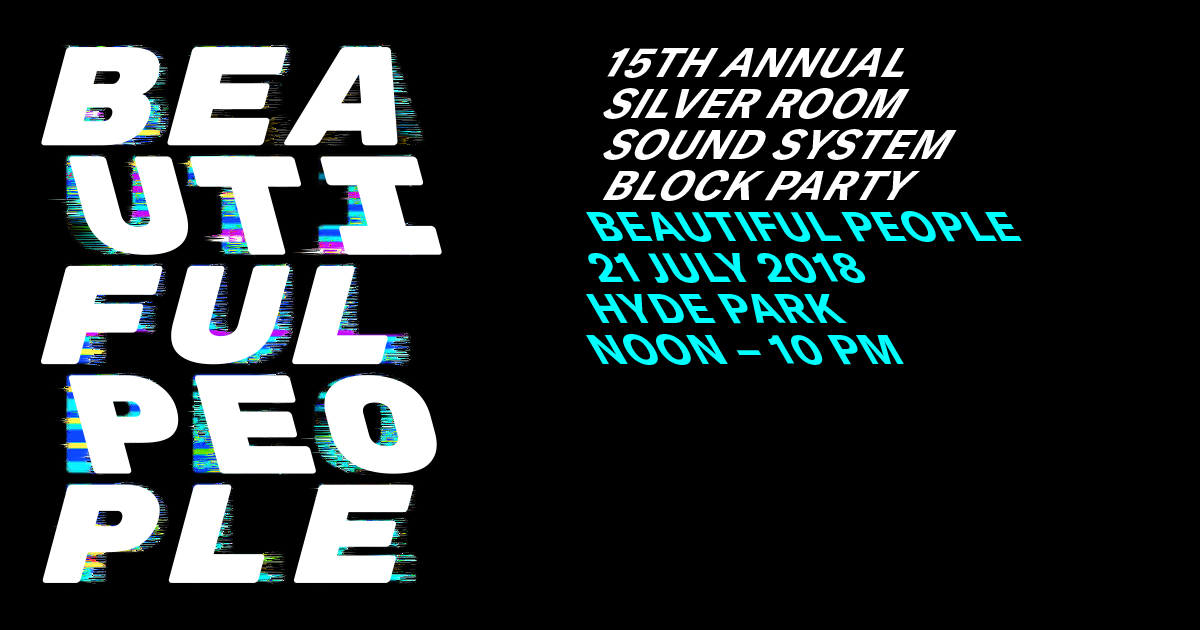 BEA
UTI
FUL
PEO
PLE
15TH ANNUAL
SILVER ROOM
SOUND SYSTEM
BLOCK PARTY
BEAUTIFUL PEOPLE
21 JULY 2018
HYDE PARK
NOON – 10 PM